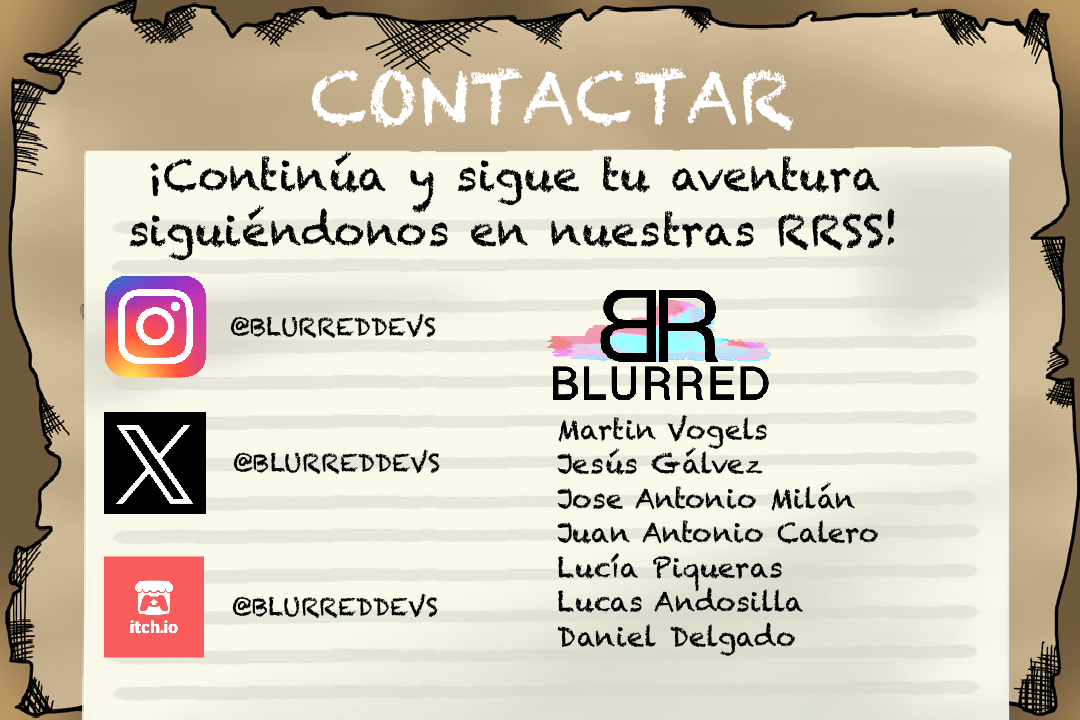 CONTACTAR
¡Continúa y sigue tu aventura
siguiéndonos en nuestras RRSS!
@BLURREDDEVS
@BLURREDDEVS
itch.io
@BLURREDDEVS
BR
BLURRED
Martin Vogels
Jesús Gálvez
Jose Antonio Milán
Juan Antonio Calero
Lucía Piqueras
Lucas Andosilla
Daniel Delgado